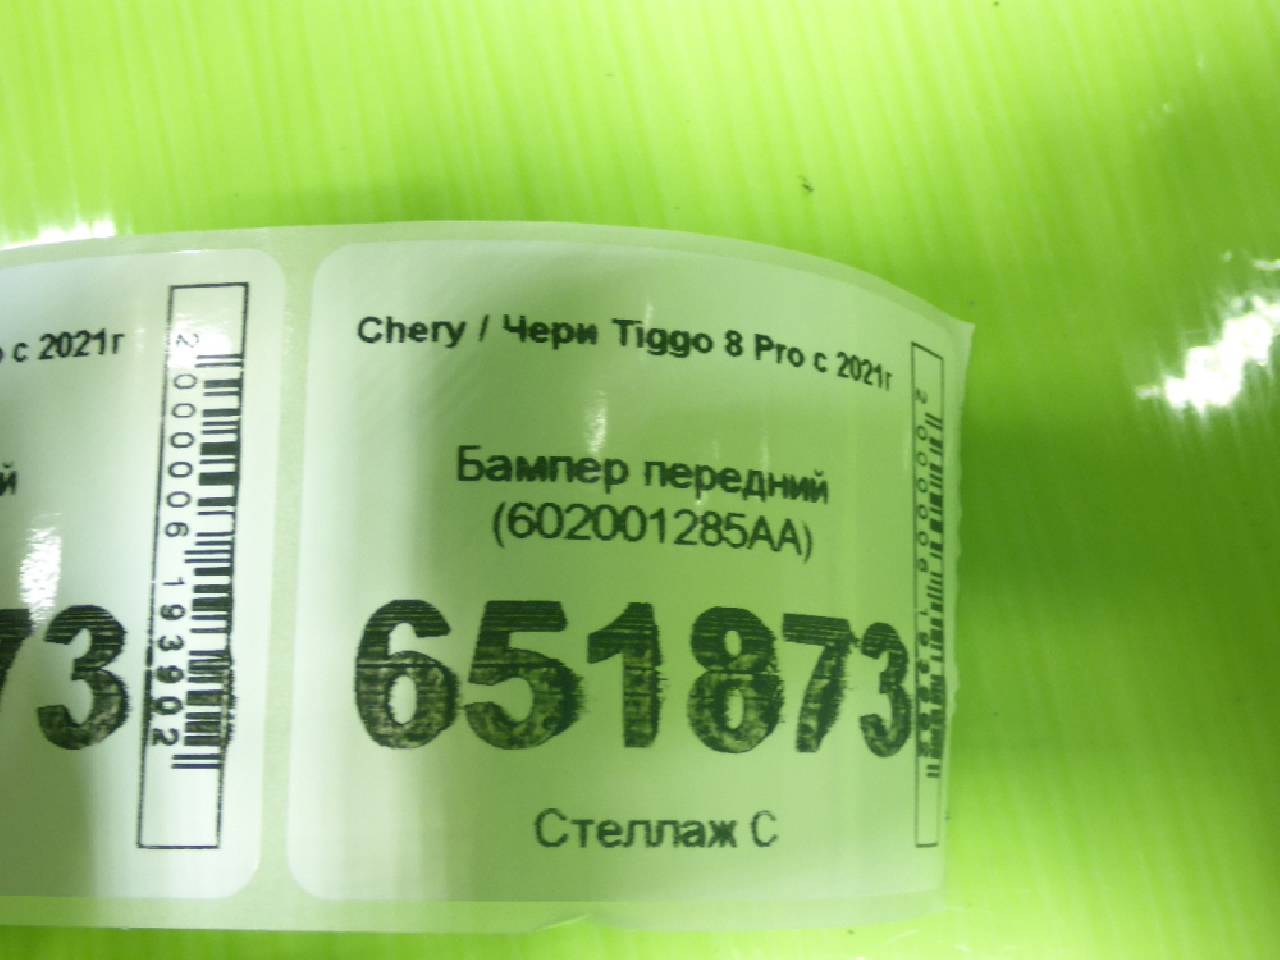 с 2021г
й
73
2000006193902
Chery / Чери Tiggo 8 Pro с 2021г
Бампер передний
(602001285AA)
651873
Стеллаж С